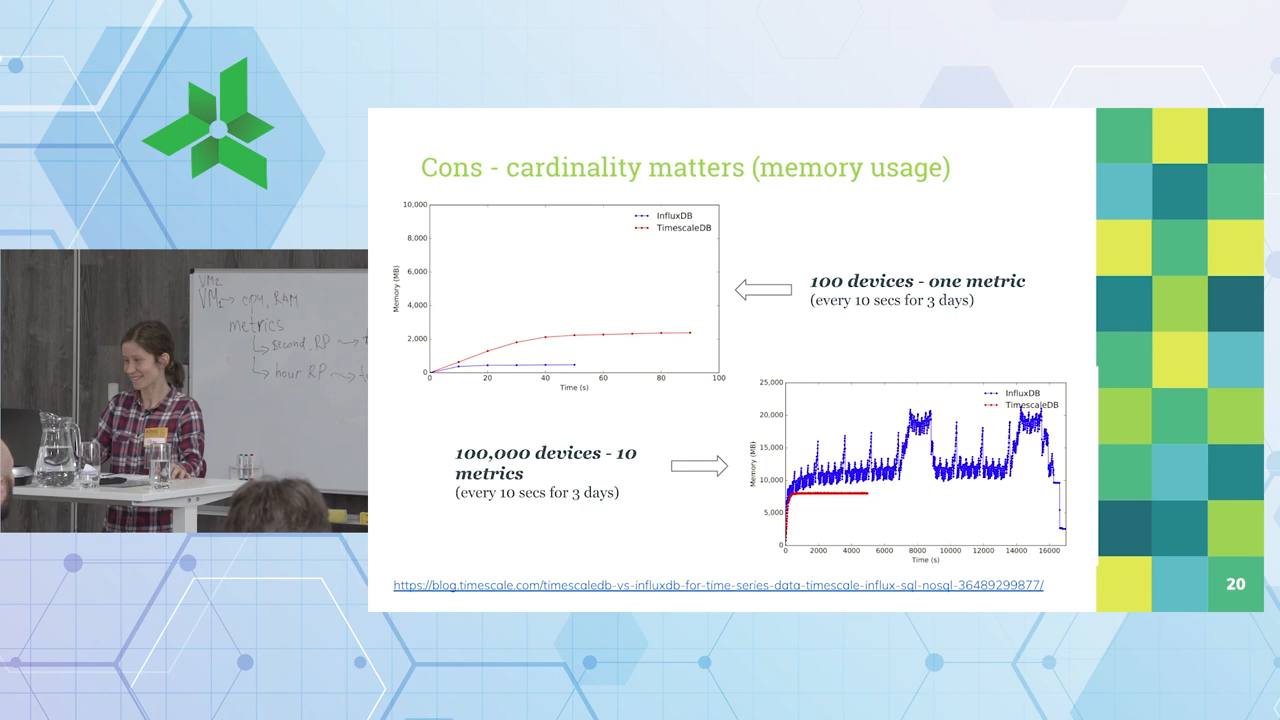 Cons - cardinality matters (memory usage)
10,000
8,000
6,000
4,000
2,000
0
Memory (MB)
InfluxDB
TimescaleDB
0 20 40 60 80 100
Time (s)
100 devices - one metric
(every 10 secs for 3 days)
VM2
VM1
CPU, RAM
metrics
second_RP
hour RP
100,000 devices - 10
metrics
(every 10 secs for 3 days)
25,000
20,000
15,000
10,000
5,000
0
Memory (MB)
InfluxDB
TimescaleDB
0 2000 4000 6000 8000 10000 12000 14000 16000
Time (s)
https://blog.timescale.com/timescaledb-vs-influxdb-for-time-series-data-timescale-influx-sql-nosql-36489299877/
20